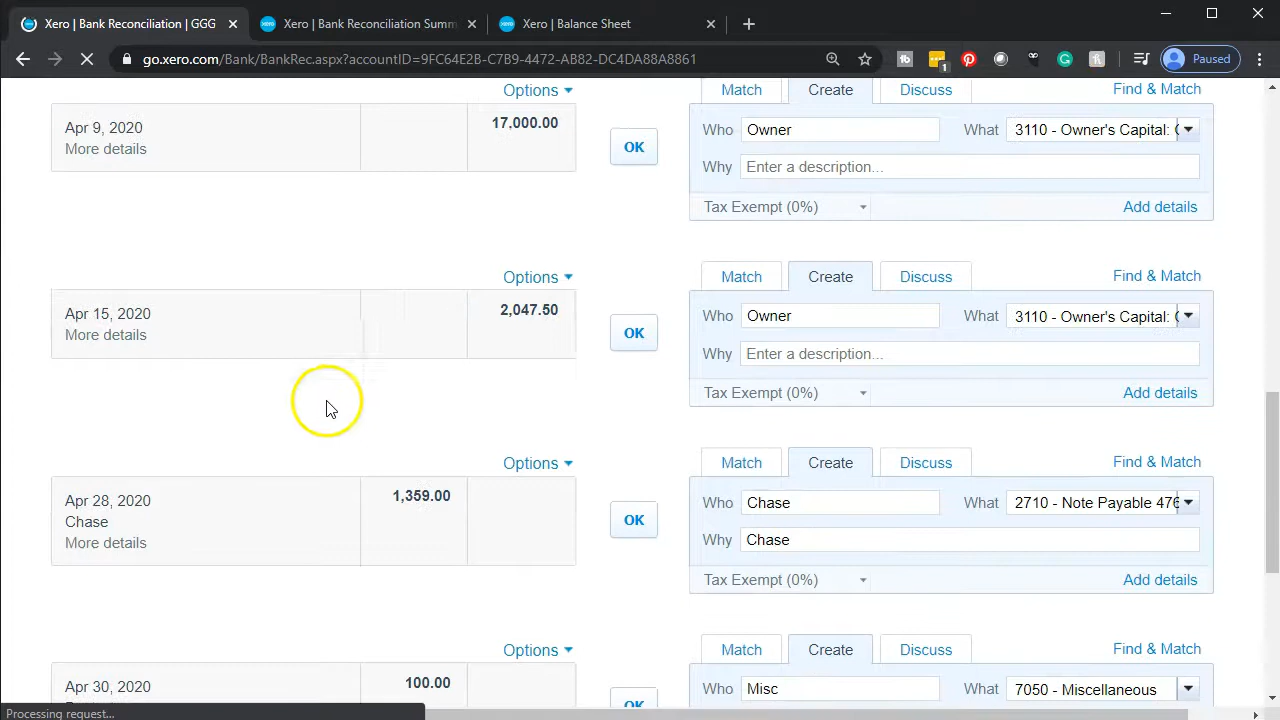 Xero | Bank Reconciliation | GGG
Xero | Bank Reconciliation Summ
Xero | Balance Sheet
go.xero.com/Bank/BankRec.aspx?accountID=9FC64E2B-C7B9-4472-AB82-DC4DA88A8861
1
Paused
Options
Match Create Discuss Find & Match
Apr 9, 2020 17,000.00
More details
OK
Who Owner What 3110 - Owner's Capital:
Why Enter a description...
Tax Exempt (0%) Add details
Options
Match Create Discuss Find & Match
Apr 15, 2020 2,047.50
More details
OK
Who Owner What 3110 - Owner's Capital:
Why Enter a description...
Tax Exempt (0%) Add details
Options
Match Create Discuss Find & Match
Apr 28, 2020 1,359.00
Chase
More details
OK
Who Chase What 2710 - Note Payable 476
Why Chase
Tax Exempt (0%) Add details
Options
Match Create Discuss Find & Match
Apr 30, 2020 100.00
OK
Who Misc What 7050 - Miscellaneous
Processing request...